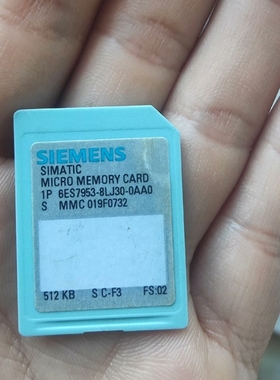 SIEMENS
SIMATIC
MICRO MEMORY CARD
1P 6ES7953-8LJ30-0AA0
S MMC 019F0732
512 KB S C-F3 FS:02